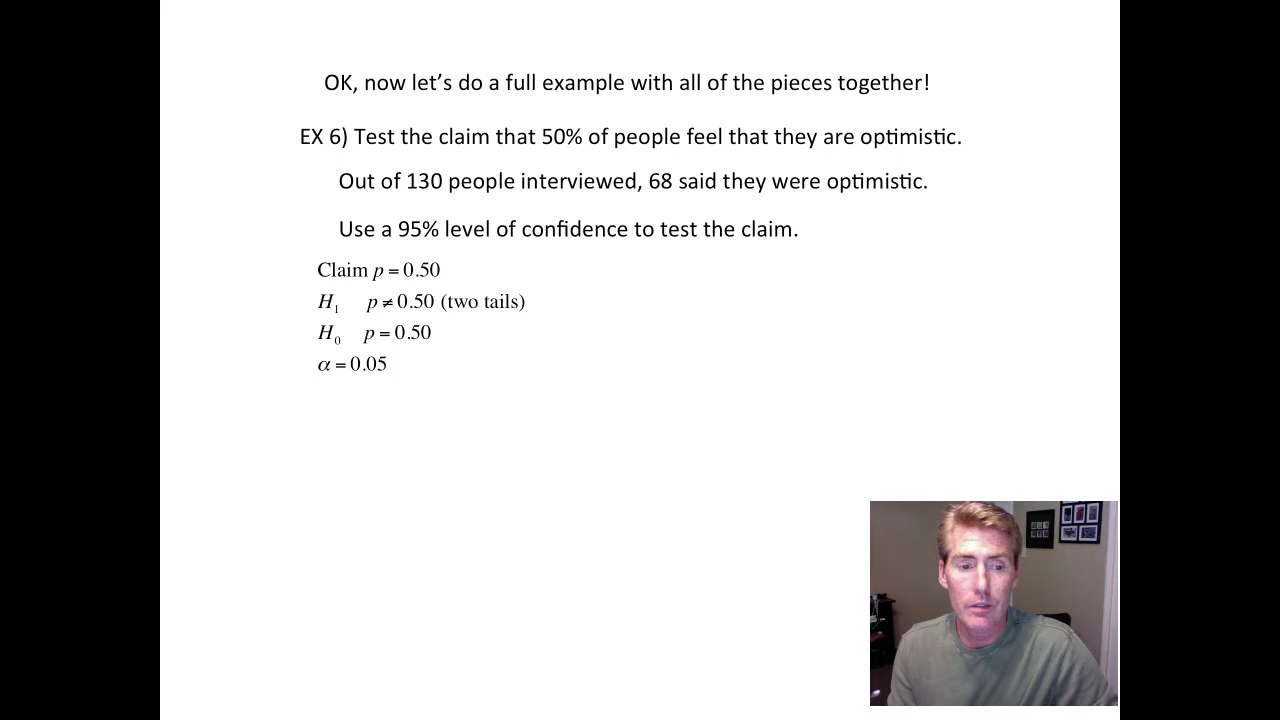 OK, now let’s do a full example with all of the pieces together!
EX 6) Test the claim that 50% of people feel that they are optimistic.
Out of 130 people interviewed, 68 said they were optimistic.
Use a 95% level of confidence to test the claim.
Claim p = 0.50
H₁ p ≠ 0.50 (two tails)
H₀ p = 0.50
α = 0.05